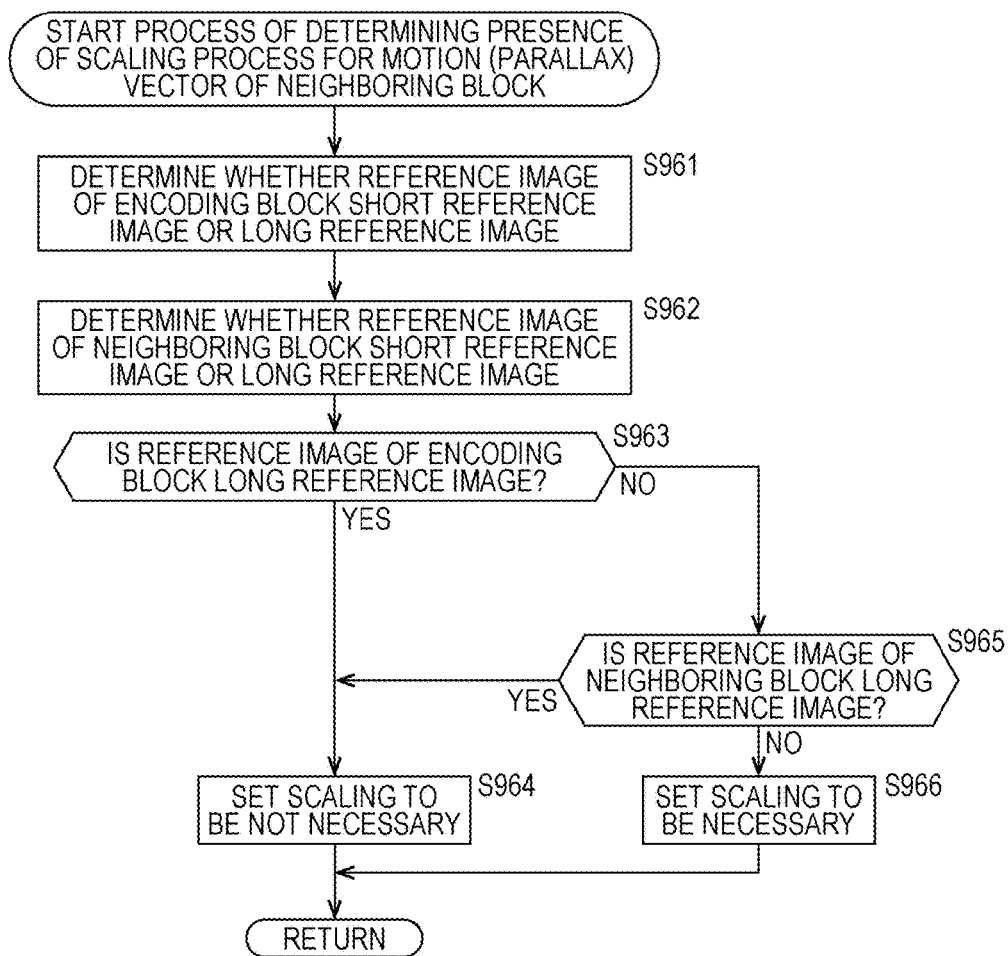 START PROCESS OF DETERMINING PRESENCE
OF SCALING PROCESS FOR MOTION (PARALLAX)
VECTOR OF NEIGHBORING BLOCK
S961
DETERMINE WHETHER REFERENCE IMAGE
OF ENCODING BLOCK SHORT REFERENCE
IMAGE OR LONG REFERENCE IMAGE
S962
DETERMINE WHETHER REFERENCE IMAGE
OF NEIGHBORING BLOCK SHORT REFERENCE
IMAGE OR LONG REFERENCE IMAGE
S963
IS REFERENCE IMAGE OF ENCODING
BLOCK LONG REFERENCE IMAGE?
NO
YES
S965
IS REFERENCE IMAGE OF
NEIGHBORING BLOCK LONG
REFERENCE IMAGE?
YES
NO
S964
SET SCALING TO
BE NOT NECESSARY
S966
SET SCALING TO
BE NECESSARY
RETURN